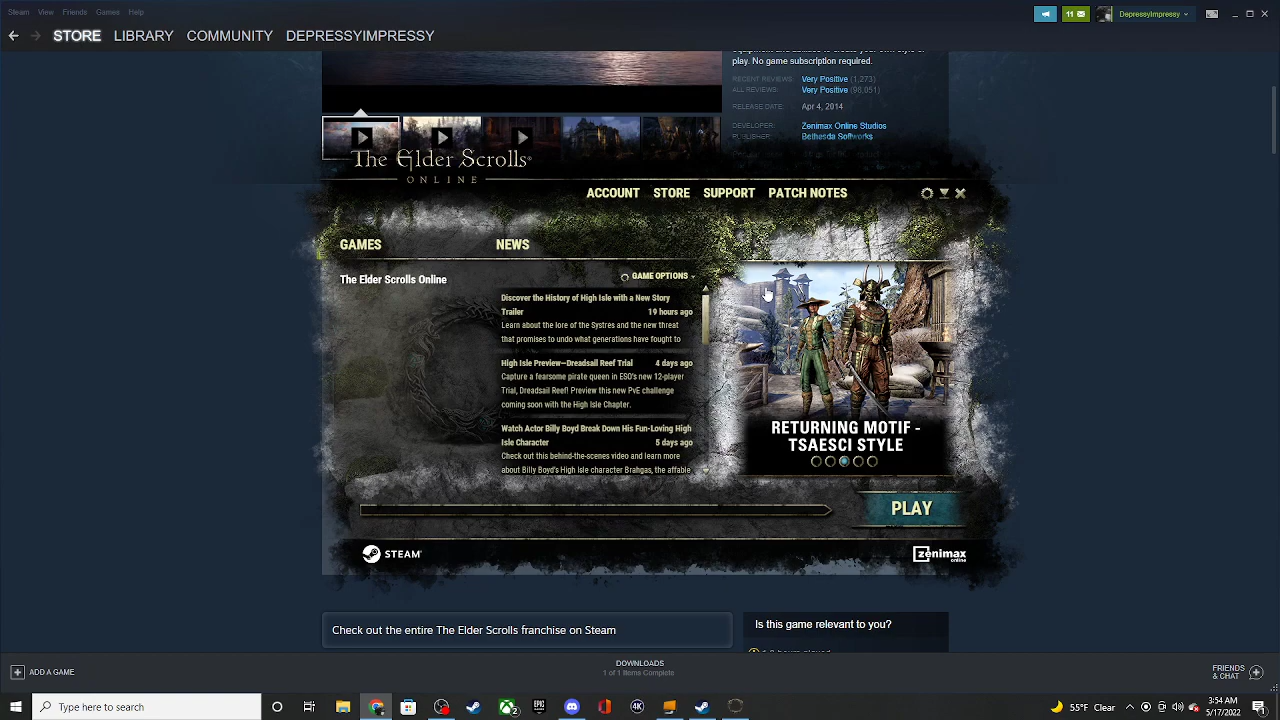 Steam View Friends Games Help
11 DepressyImpressy
STORE LIBRARY COMMUNITY DEPRESSYIMPRESSY
play. No game subscription required.
RECENT REVIEWS: Very Positive (1,273)
ALL REVIEWS: Very Positive (98,051)
RELEASE DATE: Apr 4, 2014
DEVELOPER: Zenimax Online Studios
PUBLISHER: Bethesda Softworks
The Elder Scrolls
ONLINE
ACCOUNT STORE SUPPORT PATCH NOTES
GAMES NEWS
The Elder Scrolls Online
GAME OPTIONS
Discover the History of High Isle with a New Story
Trailer 19 hours ago
Learn about the lore of the Systres and the new threat
that promises to undo what generations have fought to
High Isle Preview—Dreadsail Reef Trial 4 days ago
Capture a fearsome pirate queen in ESO's new 12-player
Trial, Dreadsail Reef! Preview this new PvE challenge
coming soon with the High Isle Chapter.
Watch Actor Billy Boyd Break Down His Fun-Loving High
Isle Character 5 days ago
Check out this behind-the-scenes video and learn more
about Billy Boyd's High Isle character Brahgas, the affable
RETURNING MOTIF -
TSAESCI STYLE
PLAY
STEAM
zenimax
online
Check out the entire The Elder Scrolls franchise on Steam
Is this game relevant to you?
ADD A GAME
DOWNLOADS
1 of 1 Items Complete
FRIENDS
& CHAT
Type here to search
2
EPIC
4K
55°F Clear
3:54 AM
5/17/2022